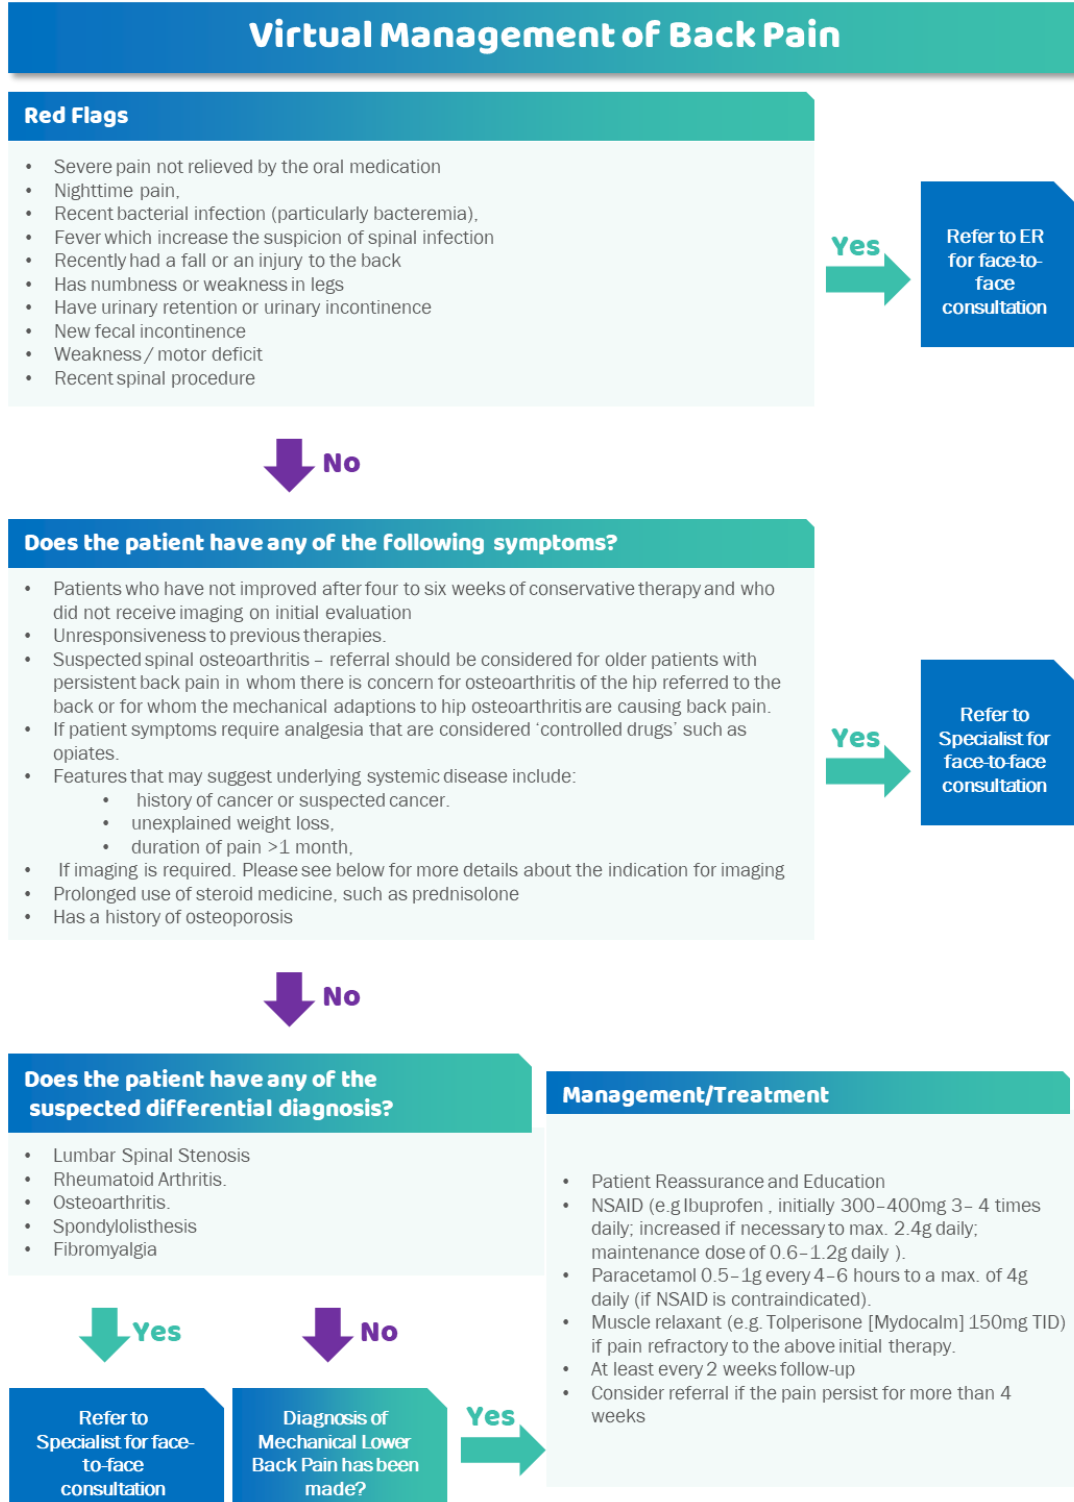 Virtual Management of Back Pain
Red Flags
• Severe pain not relieved by the oral medication
• Nighttime pain,
• Recent bacterial infection (particularly bacteremia),
• Fever which increase the suspicion of spinal infection
• Recently had a fall or an injury to the back
• Has numbness or weakness in legs
• Have urinary retention or urinary incontinence
• New fecal incontinence
• Weakness / motor deficit
• Recent spinal procedure
Yes
Refer to ER
for face-to-
face
consultation
No
Does the patient have any of the following symptoms?
• Patients who have not improved after four to six weeks of conservative therapy and who
did not receive imaging on initial evaluation
• Unresponsiveness to previous therapies.
• Suspected spinal osteoarthritis – referral should be considered for older patients with
persistent back pain in whom there is concern for osteoarthritis of the hip referred to the
back or for whom the mechanical adaptions to hip osteoarthritis are causing back pain.
• If patient symptoms require analgesia that are considered ‘controlled drugs’ such as
opiates.
• Features that may suggest underlying systemic disease include:
• history of cancer or suspected cancer.
• unexplained weight loss,
• duration of pain >1 month,
• If imaging is required. Please see below for more details about the indication for imaging
• Prolonged use of steroid medicine, such as prednisolone
• Has a history of osteoporosis
Yes
Refer to
Specialist for
face-to-face
consultation
No
Does the patient have any of the
suspected differential diagnosis?
• Lumbar Spinal Stenosis
• Rheumatoid Arthritis.
• Osteoarthritis.
• Spondylolisthesis
• Fibromyalgia
Yes
No
Refer to
Specialist for face-
to-face
consultation
Diagnosis of
Mechanical Lower
Back Pain has been
made?
Yes
Management/Treatment
• Patient Reassurance and Education
• NSAID (e.g Ibuprofen , initially 300–400mg 3– 4 times
daily; increased if necessary to max. 2.4g daily;
maintenance dose of 0.6–1.2g daily ).
• Paracetamol 0.5–1g every 4–6 hours to a max. of 4g
daily (if NSAID is contraindicated).
• Muscle relaxant (e.g. Tolperisone [Mydocalm] 150mg TID)
if pain refractory to the above initial therapy.
• At least every 2 weeks follow-up
• Consider referral if the pain persist for more than 4
weeks